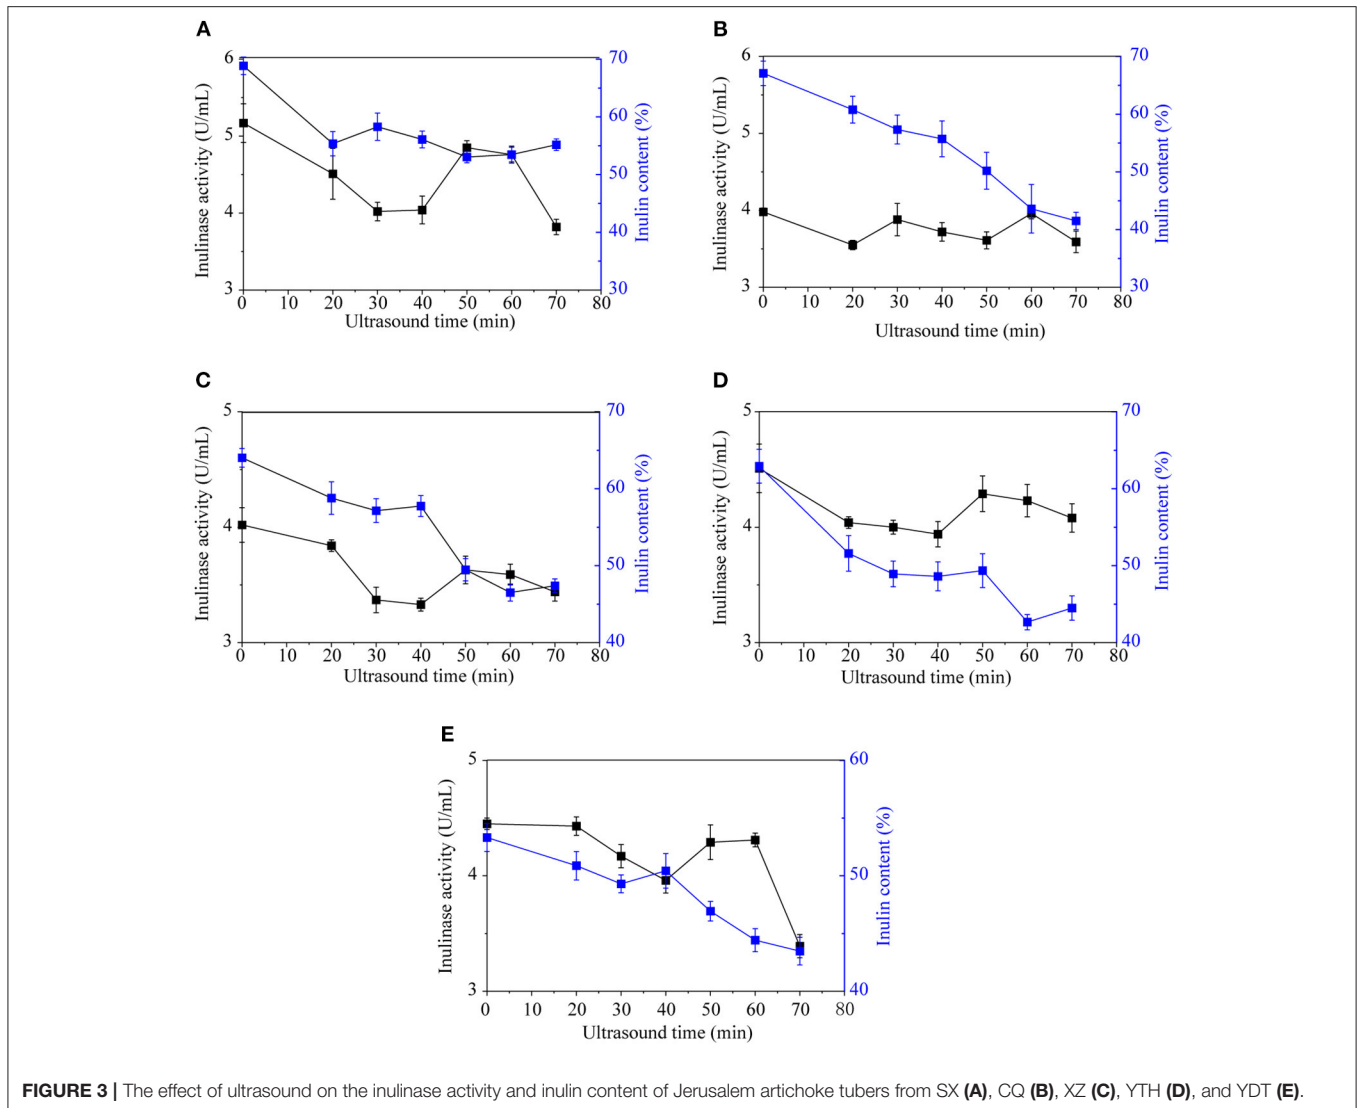 A
Inulinase activity (U/mL)
6
5
4
3
0 10 20 30 40 50 60 70 80
Ultrasound time (min)
70
60
50
40
30
Inulin content (%)
B
Inulinase activity (U/mL)
6
5
4
3
0 10 20 30 40 50 60 70 80
Ultrasound time (min)
70
60
50
40
30
Inulin content (%)
C
Inulinase activity (U/mL)
5
4
3
0 10 20 30 40 50 60 70 80
Ultrasound time (min)
70
60
50
40
Inulin content (%)
D
Inulinase activity (U/mL)
5
4
3
0 10 20 30 40 50 60 70 80
Ultrasound time (min)
70
60
50
40
Inulin content (%)
E
Inulinase activity (U/mL)
5
4
3
0 10 20 30 40 50 60 70 80
Ultrasound time (min)
60
50
40
Inulin content (%)
FIGURE 3 | The effect of ultrasound on the inulinase activity and inulin content of Jerusalem artichoke tubers from SX (A), CQ (B), XZ (C), YTH (D), and YDT (E).